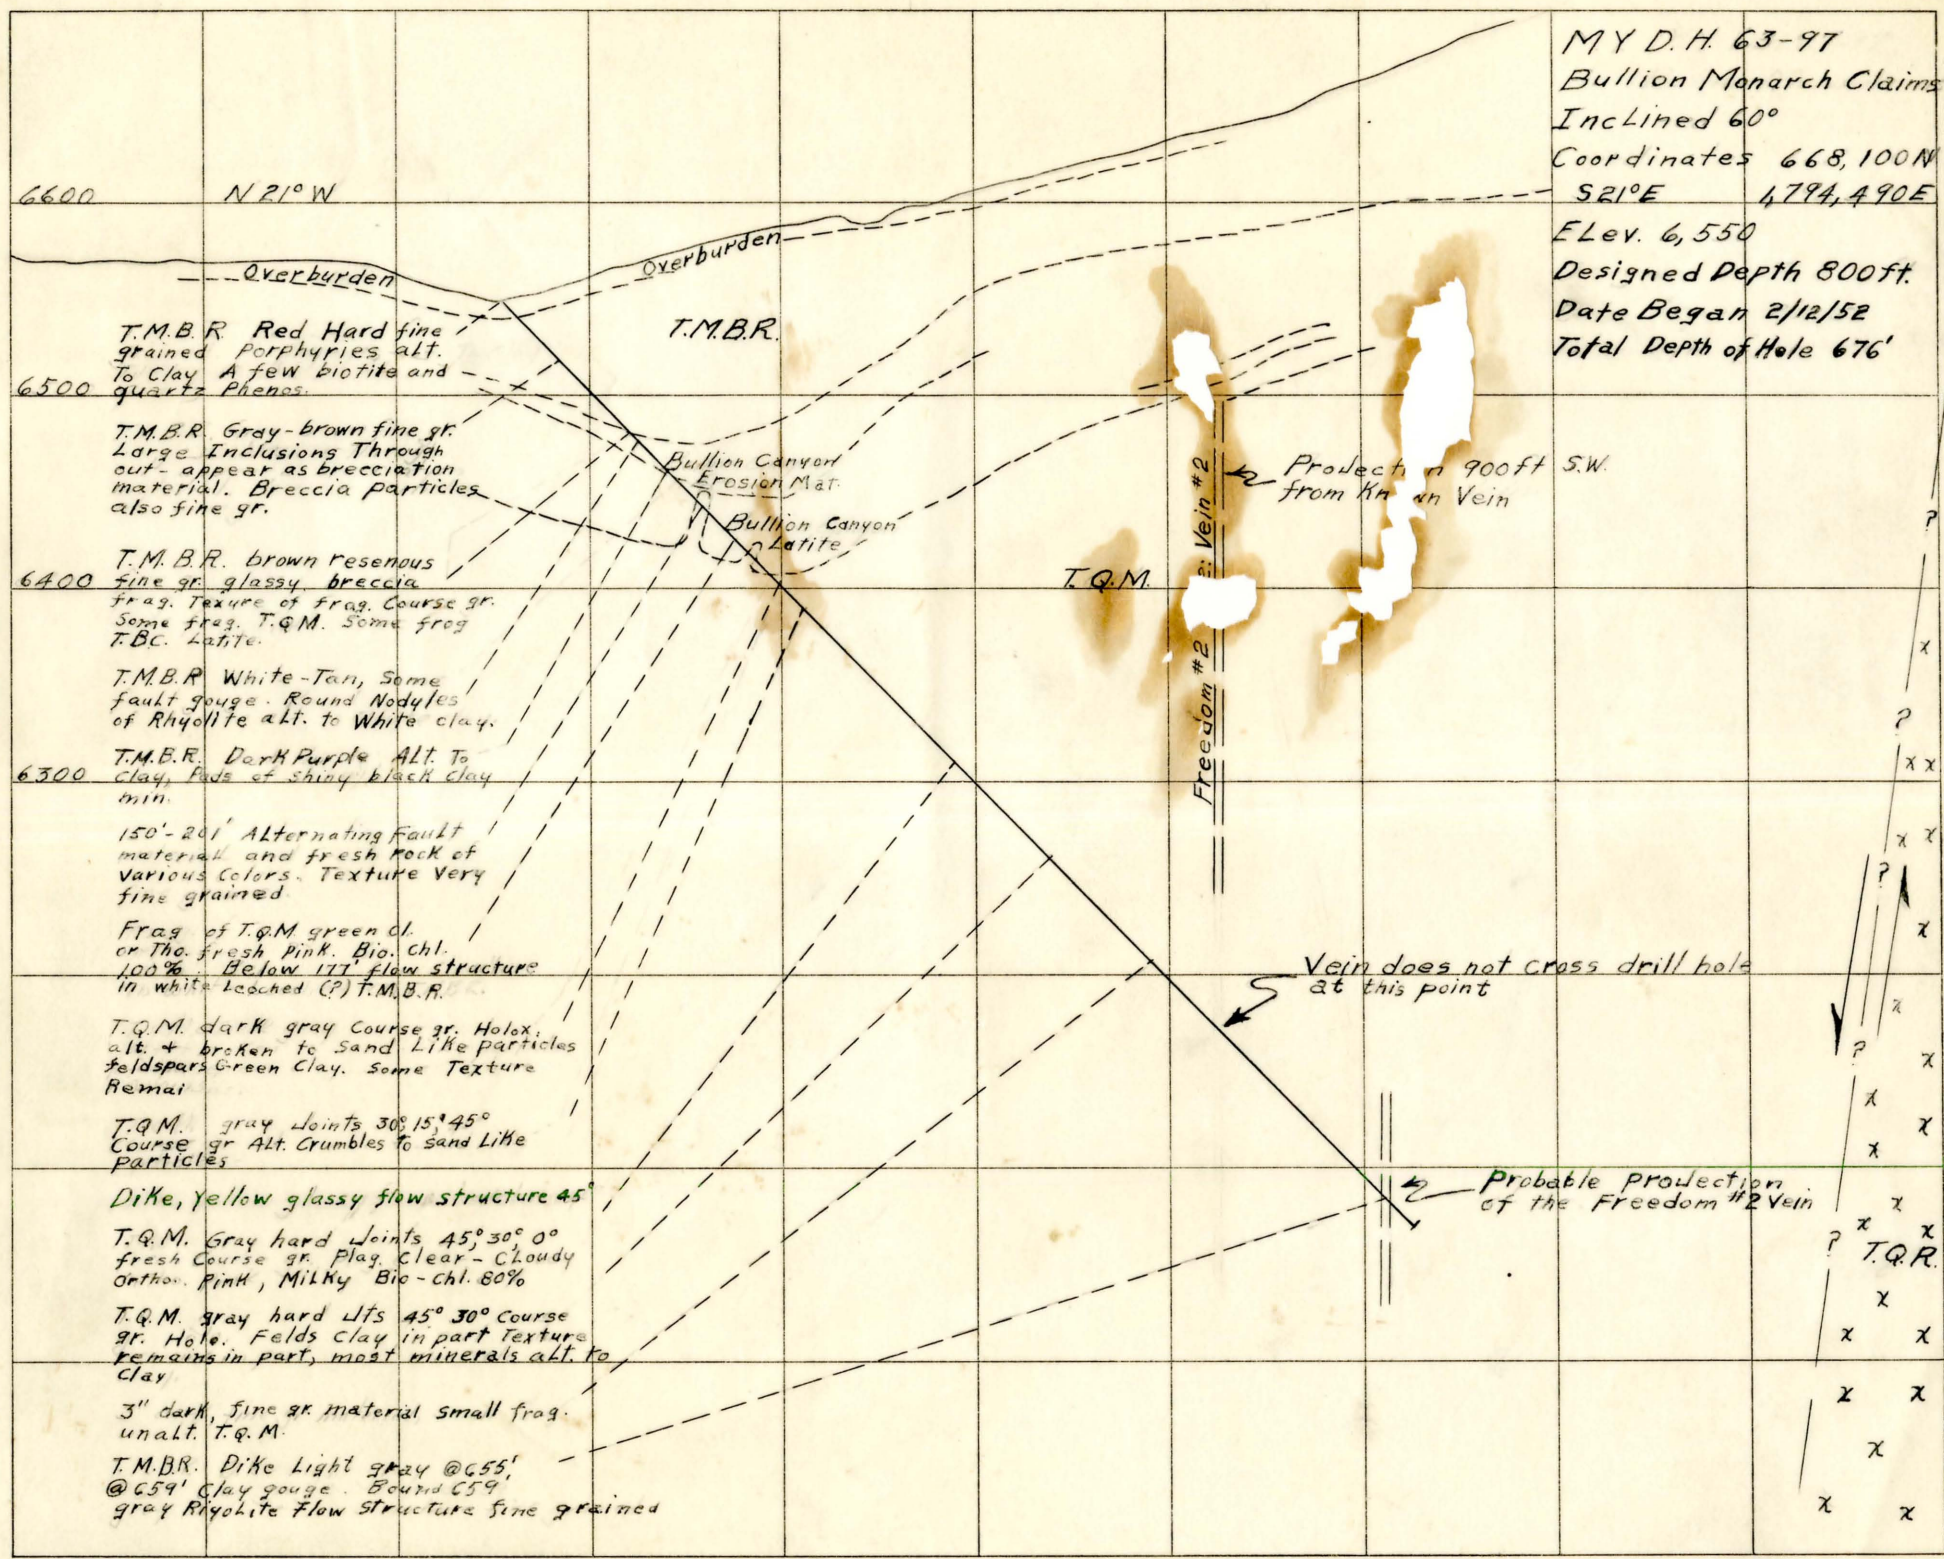 MY D.H. 63-97
Bullion Monarch Claims
Inclined 60°
Coordinates 668,100N
S21°E 1,794,490E
Elev. 6,550
Designed Depth 800ft.
Date Began 2/12/52
Total Depth of Hole 676'
6600
N 21° W
Overburden
Overburden
T.M.B.R.
T.M.B.R Red Hard fine
grained Porphyries alt.
To Clay A few biotite and
quartz Phenos.
6500
T.M.B.R. Gray-brown fine gr.
Large Inclusions Through
out- appear as brecciation
material. Breccia particles
also fine gr.
Bullion Canyon
Erosion Mat.
Bullion Canyon
Latite
T.M.B.R. brown resenous
fine gr. glassy breccia
frag. Texure of frag. Course gr.
Some frag. T.Q.M. Some frog
T.BC. Latite.
6400
T.Q.M.
Vein #2
Freedom #2
900ft S.W.
from Vein
T.M.B.R White-Tan, Some
fault gouge. Round Nodyles
of Rhyolite alt. to White clay.
T.M.B.R. Dark Purple Alt. To
Clay, Pods of shiny black clay
min.
6300
150'-201' Alternating Fault
material and fresh rock of
various Colors. Texture Very
fine grained
Frag of T.Q.M. green cl.
or Tho. fresh pink. Bio. Chl.
100%. Below 177' flow structure
in white Leached (?) T.M.B.R.
T.Q.M. dark gray Course gr. Holox.
alt. + broken to Sand Like particles
feldspars Green Clay. Some Texture
Remai
T.Q.M. gray Joints 30°, 15°, 45°
Course gr Alt. Crumbles to Sand Like
particles
Dike, Yellow glassy flow structure 45°
T.Q.M. Gray hard Joints 45°, 30°, 0°
fresh Course gr. Plag. Clear - Cloudy
Ortho. Pink, Milky Bio-chl. 80%
T.Q.M. gray hard Jts 45° 30° Course
gr. Holo. Felds Clay in part Texture
remains in part, most minerals alt. to
Clay
3" dark, fine gr. material small frag.
unalt. T.Q.M.
T.M.B.R. Dike Light gray @655',
@659' Clay gouge. Bound 659
gray Riyolite Flow Structure fine grained
Vein does not cross drill hole
at this point
Probable Projection
of the Freedom #2 Vein
?
x
?
x x
x x
?
x
x
?
x
x
x
x
x
x
x
?
T.Q.R.
x
x
x
x
x
x
x
x